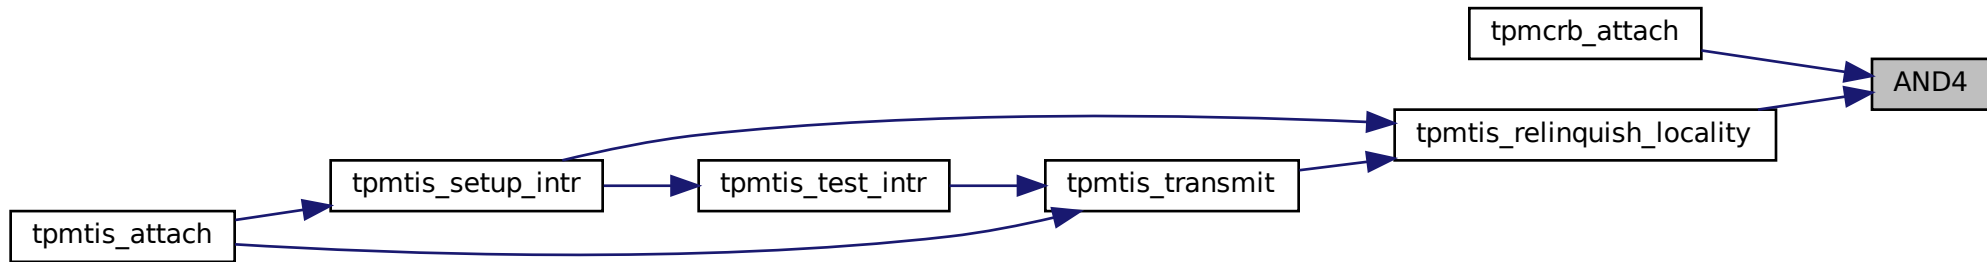 tpmcrb_attach
AND4
tpmtis_relinquish_locality
tpmtis_setup_intr
tpmtis_test_intr
tpmtis_transmit
tpmtis_attach